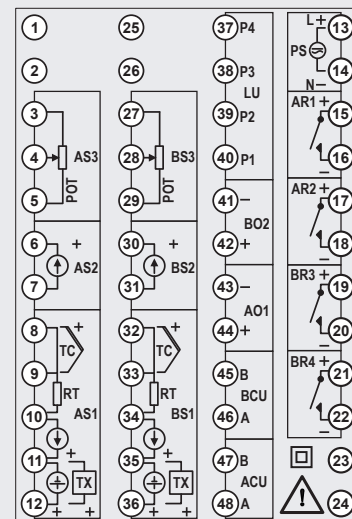 1 25 37 P4 L + 13
PS
2 26 38 P3 14
LU N−
3 27 39 P2 AR1 + 15
4 AS3 28 BS3 40 P1 16
POT POT −
5 29 41 − AR2 + 17
BO2
6 + 30 + 42 + 18
AS2 BS2 −
7 31 43 − BR3 + 19
AO1
8 + 32 + 44 + 20
TC TC −
9 33 45 B BR4 + 21
RT RT BCU
10 AS1 34 BS1 46 A 22
−
11 + 35 + 47 B 23
TX TX ACU
12 + + 36 + + 48 A ! 24